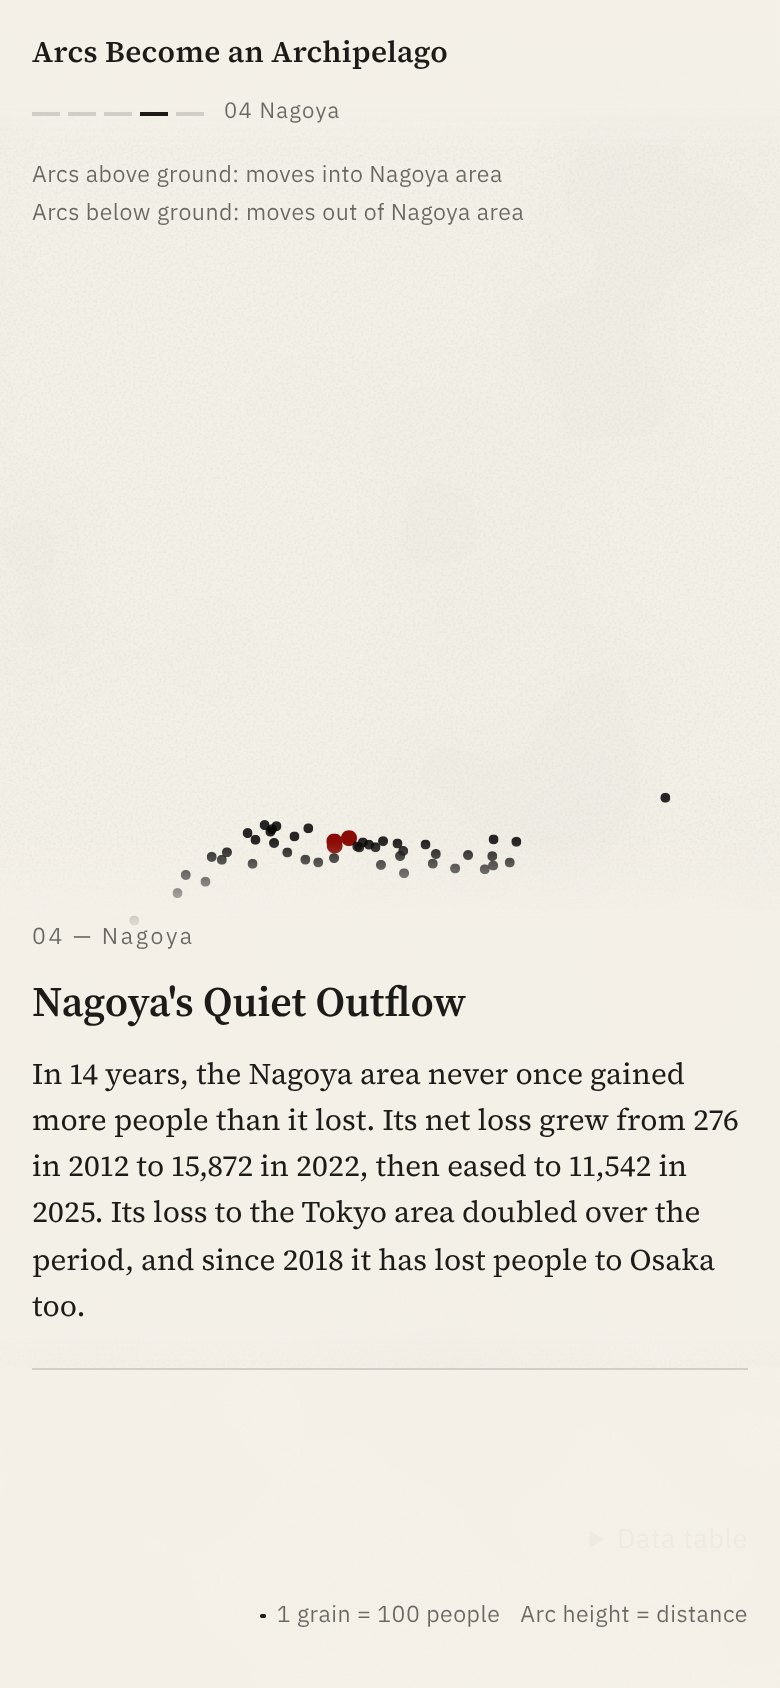 Arcs Become an Archipelago
04 Nagoya
Arcs above ground: moves into Nagoya area
Arcs below ground: moves out of Nagoya area
04 — Nagoya
Nagoya's Quiet Outflow
In 14 years, the Nagoya area never once gained
more people than it lost. Its net loss grew from 276
in 2012 to 15,872 in 2022, then eased to 11,542 in
2025. Its loss to the Tokyo area doubled over the
period, and since 2018 it has lost people to Osaka
too.
▶ Data table
1 grain = 100 people Arc height = distance